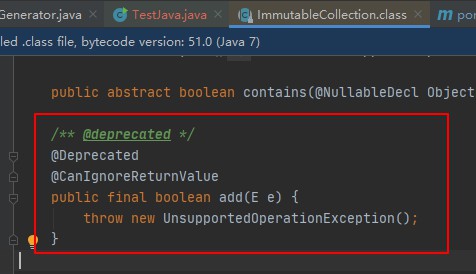 Generator.java
TestJava.java
ImmutableCollection.class
led .class file, bytecode version: 51.0 (Java 7)
public abstract boolean contains(@NullableDecl Object
/** @deprecated */
@Deprecated
@CanIgnoreReturnValue
public final boolean add(E e) {
throw new UnsupportedOperationException();
}